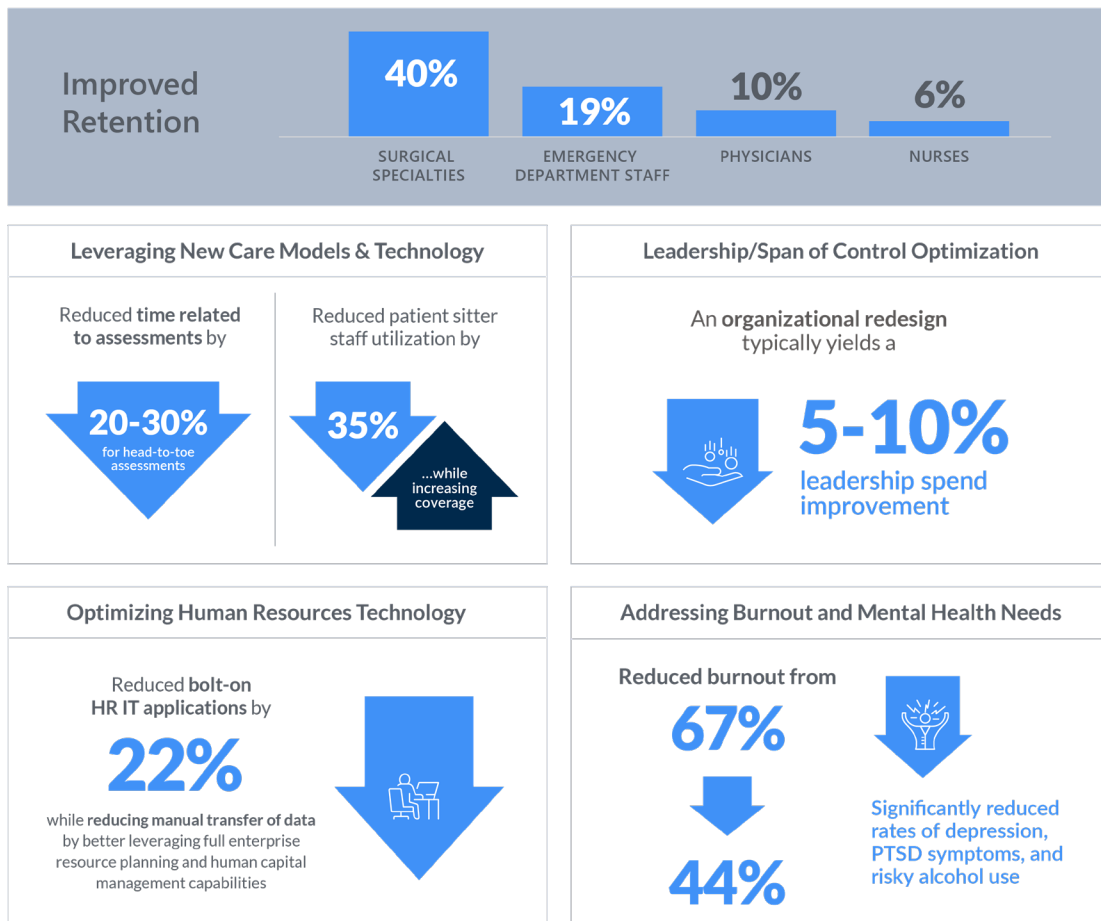 Improved
Retention
40%
19%
10%
6%
SURGICAL
SPECIALTIES
EMERGENCY
DEPARTMENT STAFF
PHYSICIANS
NURSES
Leveraging New Care Models & Technology
Reduced time related
to assessments by
20-30%
for head-to-toe
assessments
Reduced patient sitter
staff utilization by
35%
...while
increasing
coverage
Leadership/Span of Control Optimization
An organizational redesign
typically yields a
5-10%
leadership spend
improvement
Optimizing Human Resources Technology
Reduced bolt-on
HR IT applications by
22%
while reducing manual transfer of data
by better leveraging full enterprise
resource planning and human capital
management capabilities
Addressing Burnout and Mental Health Needs
Reduced burnout from
67%
44%
Significantly reduced
rates of depression,
PTSD symptoms, and
risky alcohol use